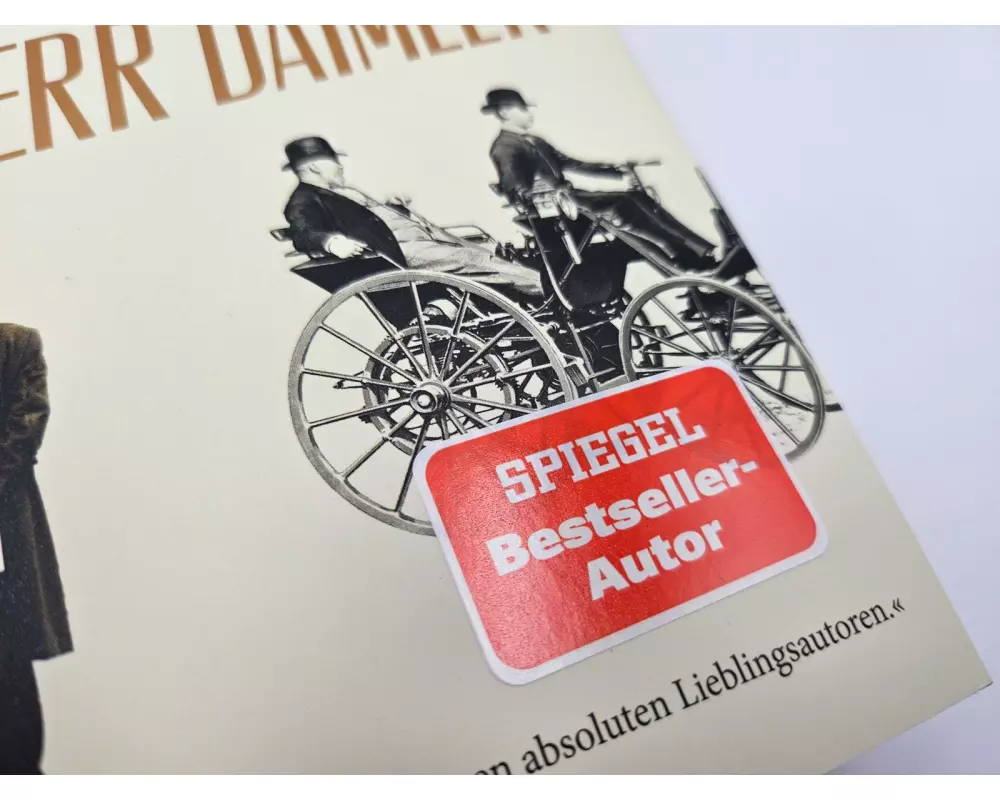 ERR DAIMLER
SPIEGEL
Bestseller-
Autor
absoluten Lieblingsautoren.«